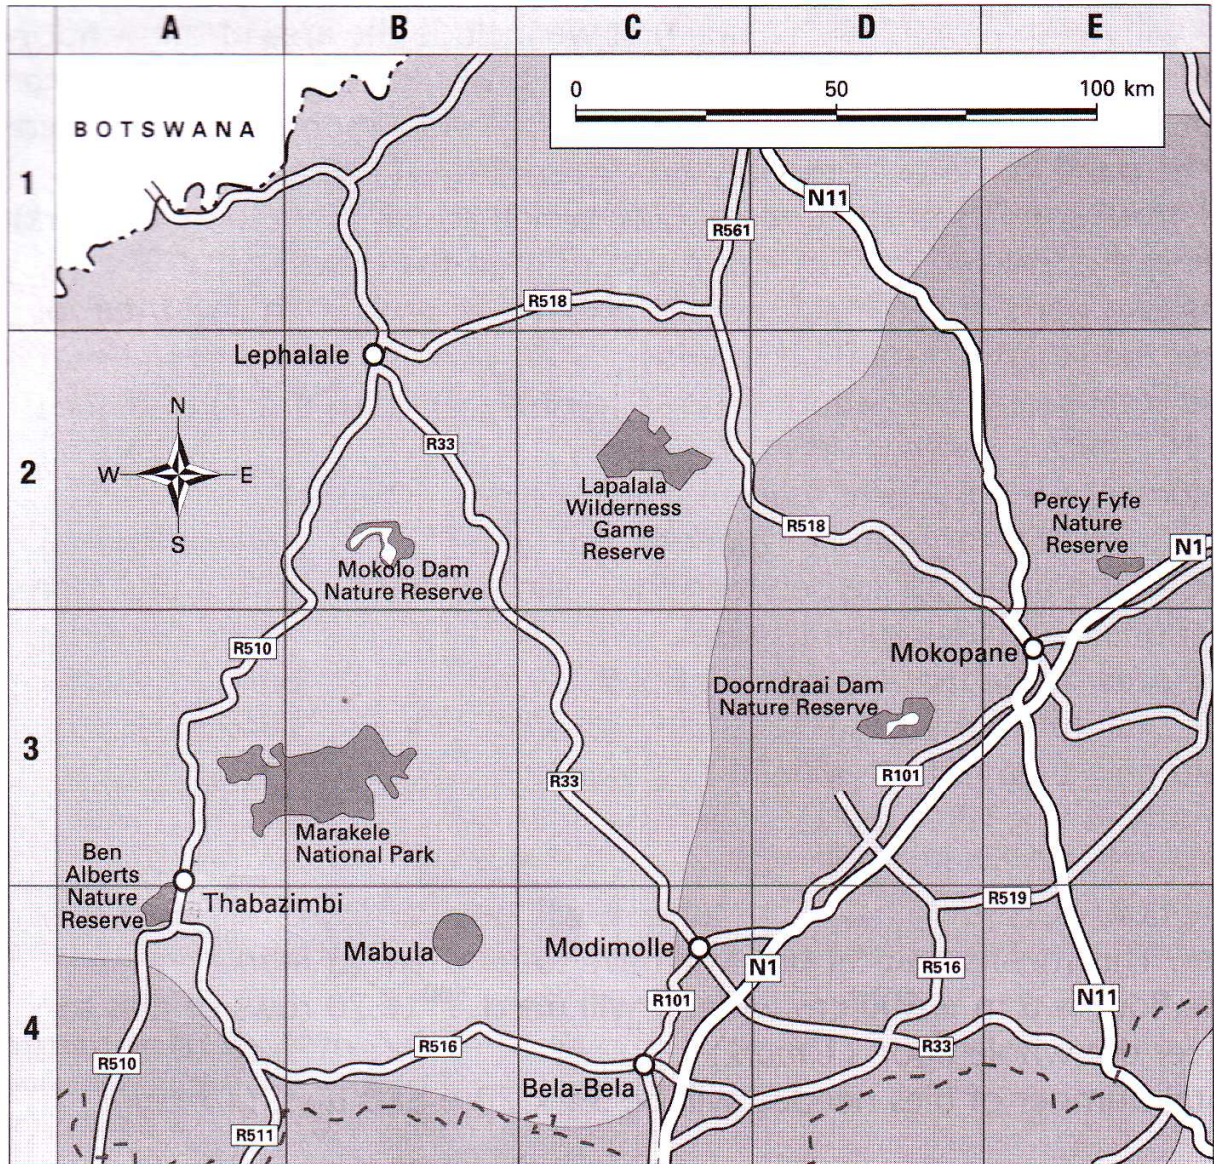 A B C D E
0 50 100 km
BOTSWANA
1
N11
R561
R518
Lephalale
N
W E
S
2
R33
Lapalala
Wilderness
Game
Reserve
Percy Fyfe
Nature
Reserve
R518
N1
Mokolo Dam
Nature Reserve
R510
Mokopane
Doorndraai Dam
Nature Reserve
3
R33
R101
Marakele
National Park
Ben
Alberts
Nature
Reserve
Thabazimbi
R519
Mabula
Modimolle
N1
R516
R101
N11
4
R516
R33
R510
Bela-Bela
R511